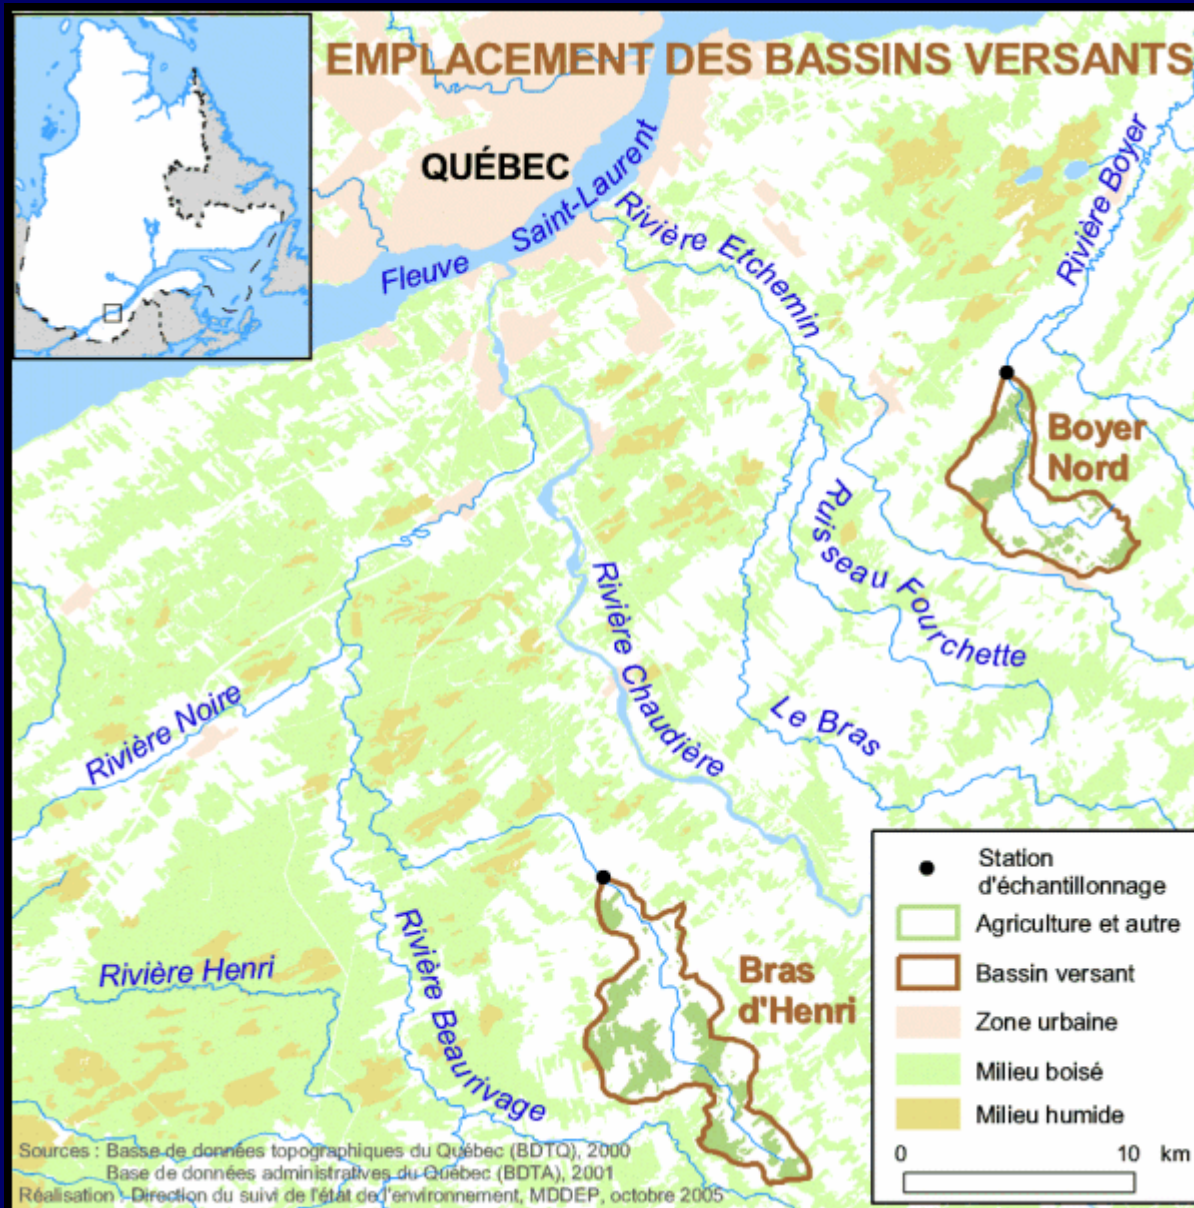 EMPLACEMENT DES BASSINS VERSANTS
QUÉBEC
Fleuve Saint-Laurent
Rivière Etchemin
Rivière Boyer
Boyer
Nord
Ruisseau Fourchette
Rivière Chaudière
Le Bras
Rivière Noire
Rivière Henri
Rivière Beaurivage
Bras
d'Henri
Station
d'échantillonnage
Agriculture et autre
Bassin versant
Zone urbaine
Milieu boisé
Milieu humide
0 10 km
Sources : Basse de données topographiques du Québec (BDTQ), 2000
Base de données administratives du Québec (BDTA), 2001
Réalisation : Direction du suivi de l'état de l'environnement, MDDEP, octobre 2005